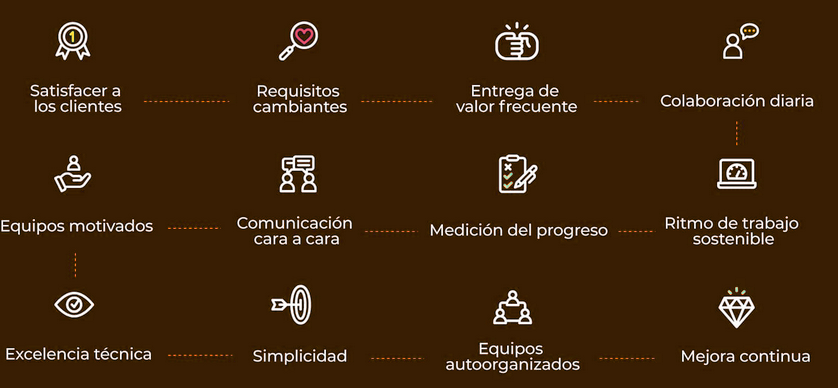 1
Satisfacer a
los clientes
Requisitos
cambiantes
Entrega de
valor frecuente
Colaboración diaria
Equipos motivados
Comunicación
cara a cara
Medición del progreso
Ritmo de trabajo
sostenible
Excelencia técnica
Simplicidad
Equipos
autoorganizados
Mejora continua